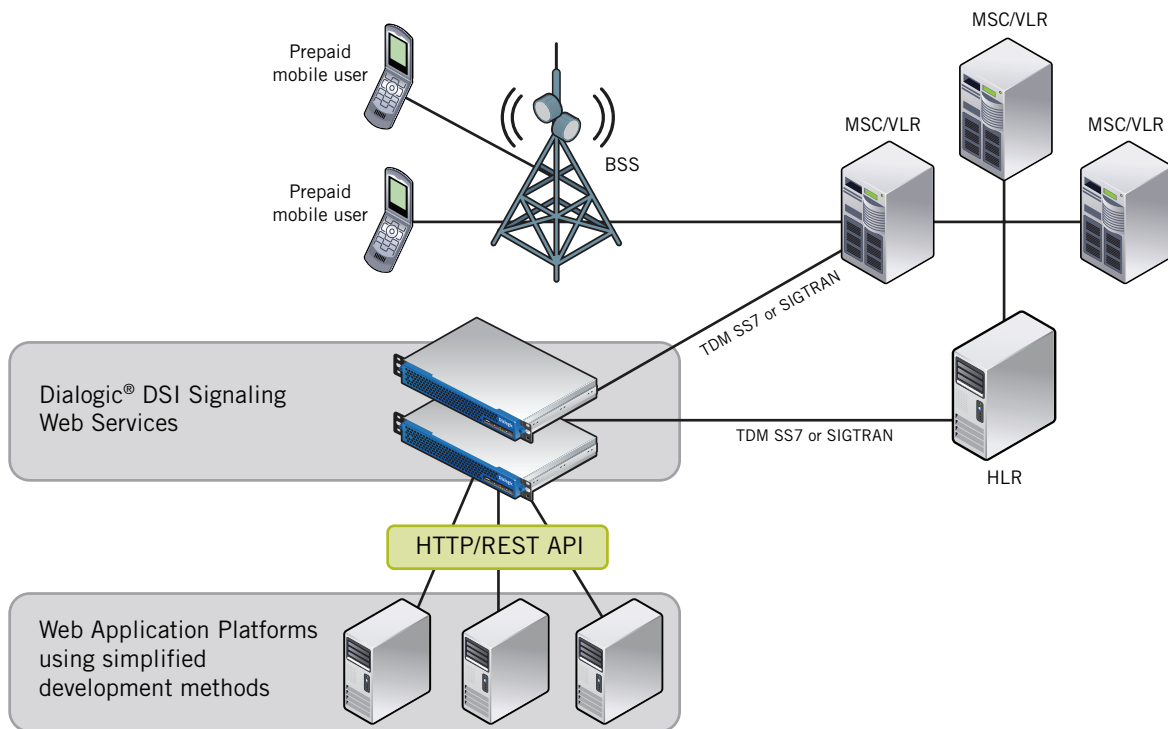 MSC/VLR
Prepaid
mobile user
MSC/VLR
MSC/VLR
BSS
Prepaid
mobile user
TDM SS7 or SIGTRAN
Dialogic® DSI Signaling
Web Services
TDM SS7 or SIGTRAN
HLR
HTTP/REST API
Web Application Platforms
using simplified
development methods